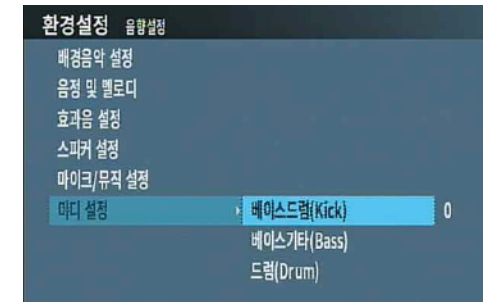 환경설정 음향설정
배경음악 설정
음정 및 멜로디
효과음 설정
스피커 설정
마이크/뮤직 설정
미디 설정 베이스드럼(Kick) 0
베이스기타(Bass)
드럼(Drum)